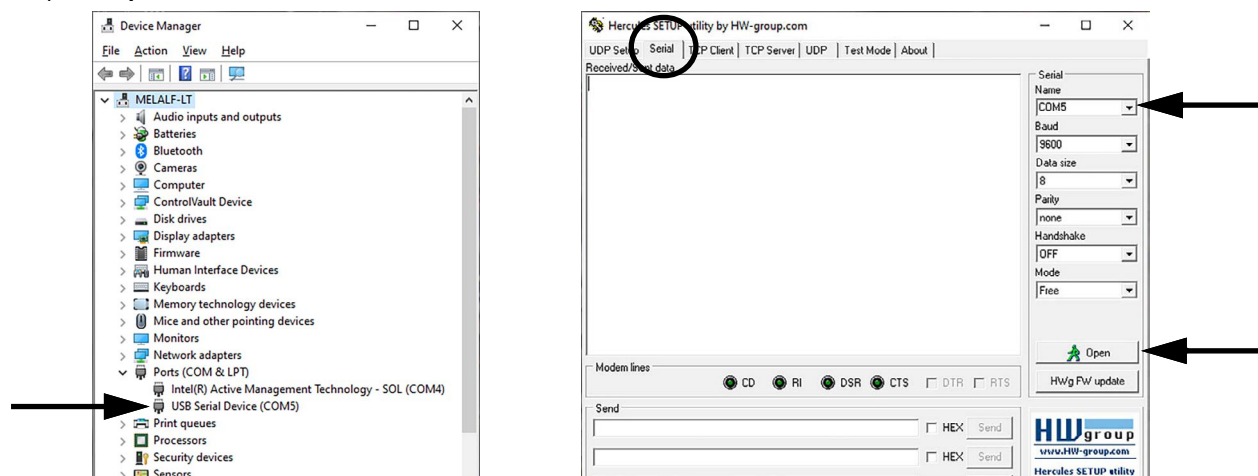 Device Manager
File Action View Help
MELALF-LT
Audio inputs and outputs
Batteries
Bluetooth
Cameras
Computer
ControlVault Device
Disk drives
Display adapters
Firmware
Human Interface Devices
Keyboards
Memory technology devices
Mice and other pointing devices
Monitors
Network adapters
Ports (COM & LPT)
Intel(R) Active Management Technology - SOL (COM4)
USB Serial Device (COM5)
Print queues
Processors
Security devices
Sensors
Hercules SETUP utility by HW-group.com
UDP Setup Serial TCP Client TCP Server UDP Test Mode About
Received/Sent data
Serial
Name
COM5
Baud
9600
Data size
8
Parity
none
Handshake
OFF
Mode
Free
Open
HWg FW update
Modem lines
CD RI DSR CTS DTR RTS
Send
HEX Send
HEX Send
HWgroup
www.HW-group.com
Hercules SETUP utility